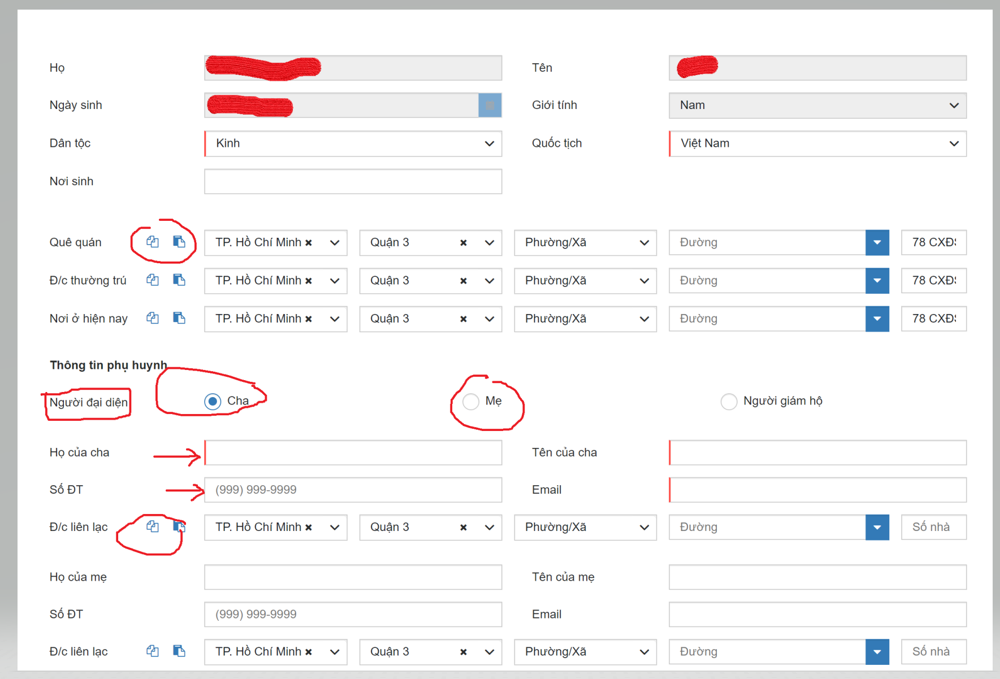 Họ Tên
Ngày sinh Giới tính Nam
Dân tộc Kinh Quốc tịch Việt Nam
Nơi sinh
Quê quán TP. Hồ Chí Minh Quận 3 Phường/Xã Đường 78 CXĐ
Đ/c thường trú TP. Hồ Chí Minh Quận 3 Phường/Xã Đường 78 CXĐ
Nơi ở hiện nay TP. Hồ Chí Minh Quận 3 Phường/Xã Đường 78 CXĐ
Thông tin phụ huynh
Người đại diện Cha Mẹ Người giám hộ
Họ của cha Tên của cha
Số ĐT (999) 999-9999 Email
Đ/c liên lạc TP. Hồ Chí Minh Quận 3 Phường/Xã Đường Số nhà
Họ của mẹ Tên của mẹ
Số ĐT (999) 999-9999 Email
Đ/c liên lạc TP. Hồ Chí Minh Quận 3 Phường/Xã Đường Số nhà